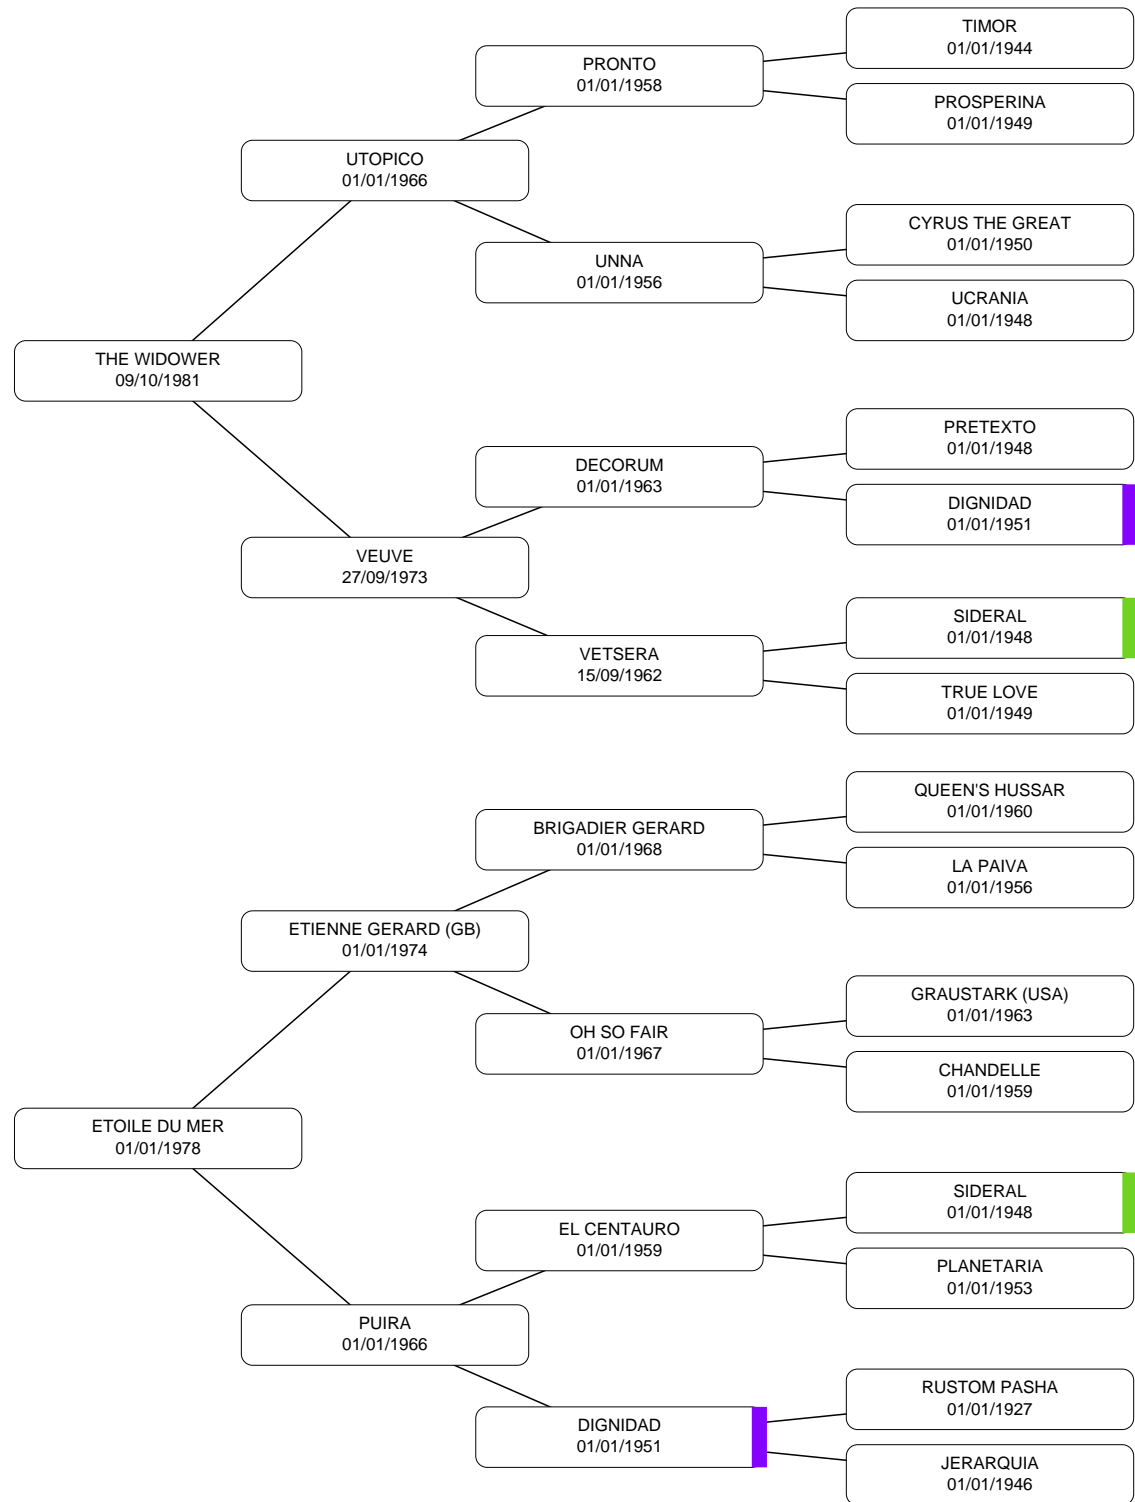 TIMOR
01/01/1944
PRONTO
01/01/1958
PROSPERINA
01/01/1949
UTOPICO
01/01/1966
CYRUS THE GREAT
01/01/1950
UNNA
01/01/1956
UCRANIA
01/01/1948
THE WIDOWER
09/10/1981
PRETEXTO
01/01/1948
DECORUM
01/01/1963
DIGNIDAD
01/01/1951
VEUVE
27/09/1973
SIDERAL
01/01/1948
VETSERA
15/09/1962
TRUE LOVE
01/01/1949
QUEEN'S HUSSAR
01/01/1960
BRIGADIER GERARD
01/01/1968
LA PAIVA
01/01/1956
ETIENNE GERARD (GB)
01/01/1974
GRAUSTARK (USA)
01/01/1963
OH SO FAIR
01/01/1967
CHANDELLE
01/01/1959
ETOILE DU MER
01/01/1978
SIDERAL
01/01/1948
EL CENTAURO
01/01/1959
PLANETARIA
01/01/1953
PUIRA
01/01/1966
RUSTOM PASHA
01/01/1927
DIGNIDAD
01/01/1951
JERARQUIA
01/01/1946